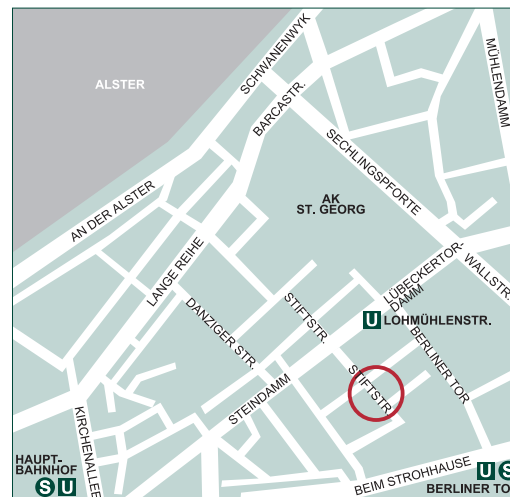 ALSTER
SCHWANENWYK
MÜHLENDAMM
BARCASTR.
SECHLINGSPFORTE
AN DER ALSTER
AK
ST. GEORG
LANGE REIHE
LÜBECKERTOR-
DAMM
WALLSTR.
DANZIGER STR.
STIFTSTR.
U LOHMÜHLENSTR.
BERLINER TOR
STIFTSTR
STEINDAMM
KIRCHENALLEE
HAUPT-
BAHNHOF
S U
BEIM STROHHAUSE
U S
BERLINER TO